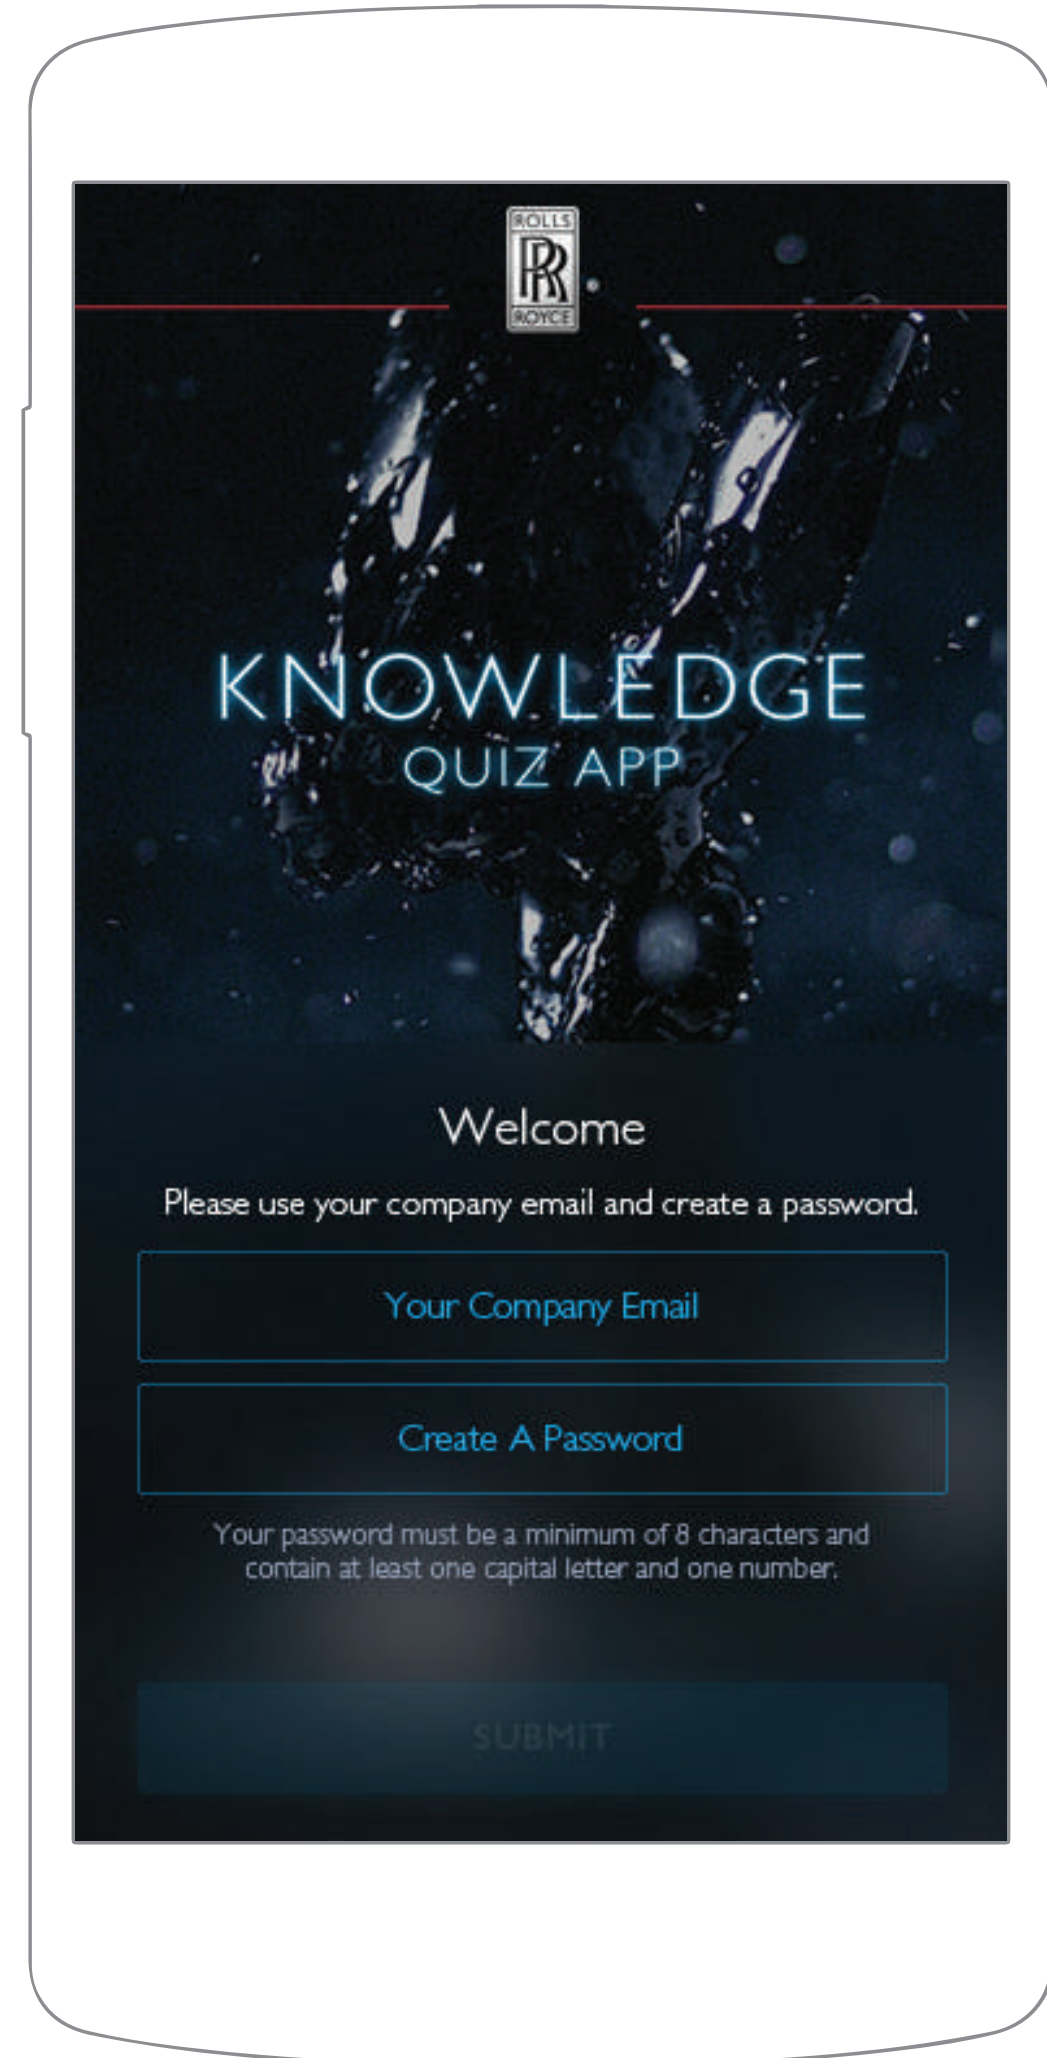 ROLLS
RR
ROYCE
KNOWLEDGE
QUIZ APP
Welcome
Please use your company email and create a password.
Your Company Email
Create A Password
Your password must be a minimum of 8 characters and
contain at least one capital letter and one number.
SUBMIT